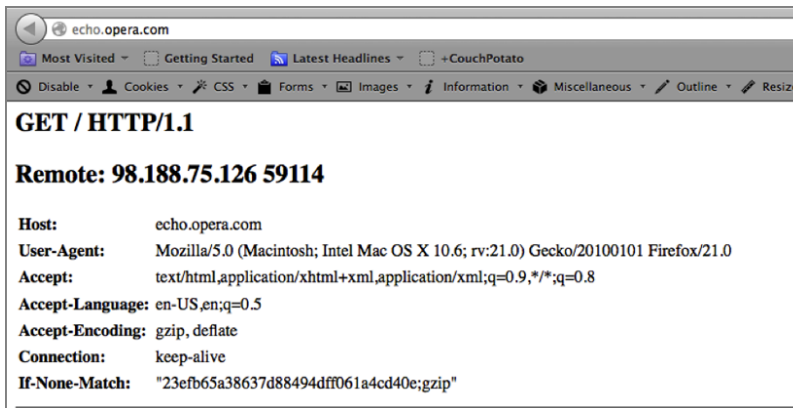 echo.opera.com
Most Visited Getting Started Latest Headlines +CouchPotato
Disable Cookies CSS Forms Images Information Miscellaneous Outline Resiz
GET / HTTP/1.1
Remote: 98.188.75.126 59114
Host: echo.opera.com
User-Agent: Mozilla/5.0 (Macintosh; Intel Mac OS X 10.6; rv:21.0) Gecko/20100101 Firefox/21.0
Accept: text/html,application/xhtml+xml,application/xml;q=0.9,*/*;q=0.8
Accept-Language: en-US,en;q=0.5
Accept-Encoding: gzip, deflate
Connection: keep-alive
If-None-Match: "23efb65a38637d88494dff061a4cd40e;gzip"